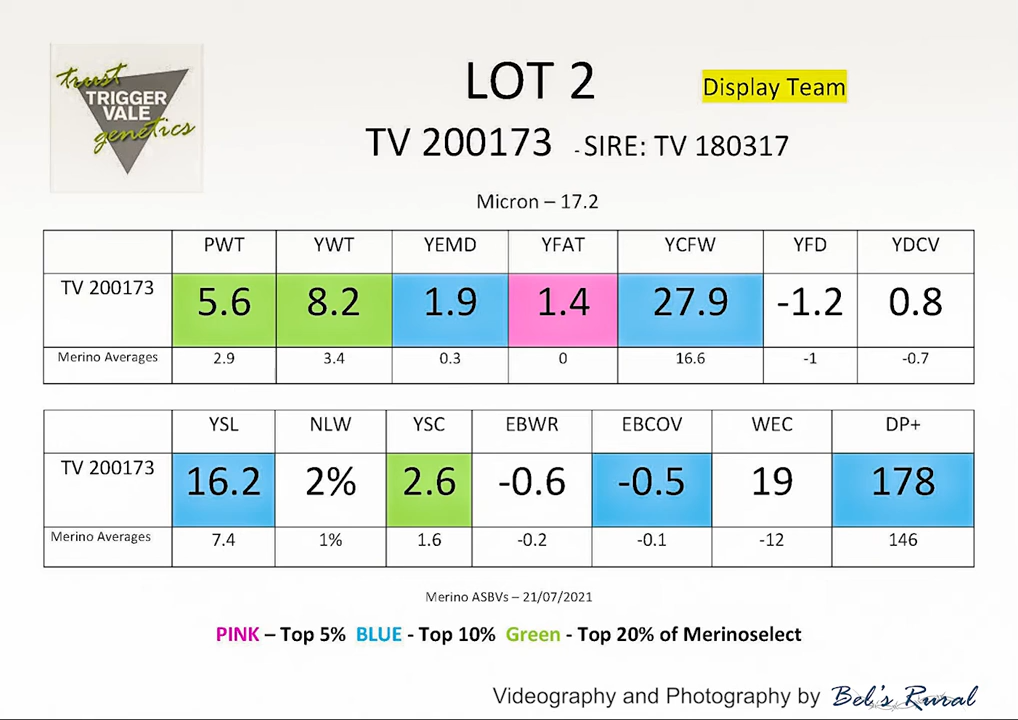 trust
TRIGGER
VALE
genetics
LOT 2
Display Team
TV 200173 - SIRE: TV 180317
Micron – 17.2
PWT YWT YEMD YFAT YCFW YFD YDCV
TV 200173 5.6 8.2 1.9 1.4 27.9 -1.2 0.8
Merino Averages 2.9 3.4 0.3 0 16.6 -1 -0.7
YSL NLW YSC EBWR EBCOV WEC DP+
TV 200173 16.2 2% 2.6 -0.6 -0.5 19 178
Merino Averages 7.4 1% 1.6 -0.2 -0.1 -12 146
Merino ASBVs – 21/07/2021
PINK – Top 5% BLUE - Top 10% Green - Top 20% of Merinoselect
Videography and Photography by Bel's Rural